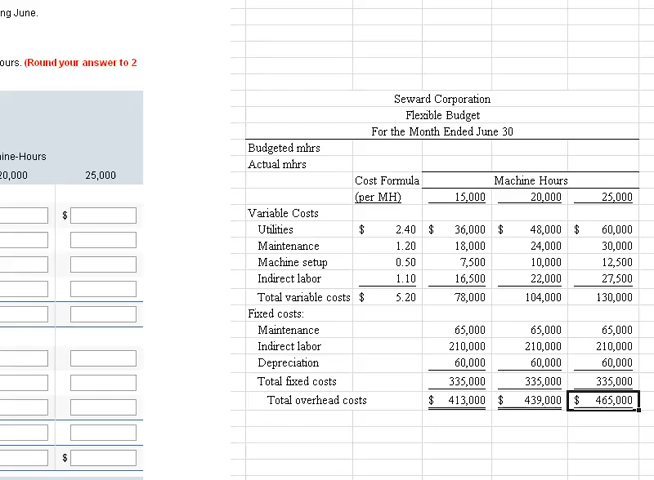 ng June.
ours. (Round your answer to 2
ine-Hours
20,000 25,000
$
$
Seward Corporation
Flexible Budget
For the Month Ended June 30
Budgeted mhrs
Actual mhrs
Cost Formula Machine Hours
(per MH) 15,000 20,000 25,000
Variable Costs
Utilities $ 2.40 $ 36,000 $ 48,000 $ 60,000
Maintenance 1.20 18,000 24,000 30,000
Machine setup 0.50 7,500 10,000 12,500
Indirect labor 1.10 16,500 22,000 27,500
Total variable costs $ 5.20 78,000 104,000 130,000
Fixed costs:
Maintenance 65,000 65,000 65,000
Indirect labor 210,000 210,000 210,000
Depreciation 60,000 60,000 60,000
Total fixed costs 335,000 335,000 335,000
Total overhead costs $ 413,000 $ 439,000 $ 465,000